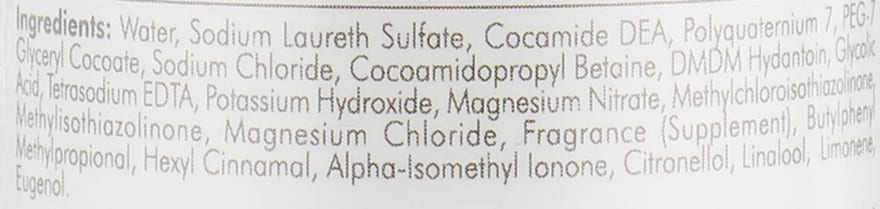 Ingredients: Water, Sodium Laureth Sulfate, Cocamide DEA, Polyquaternium 7, PEG-7
Glyceryl Cocoate, Sodium Chloride, Cocoamidopropyl Betaine, DMDM Hydantoin, Glycolic
Acid, Tetrasodium EDTA, Potassium Hydroxide, Magnesium Nitrate, Methylchloroisothiazolinone,
Methylisothiazolinone, Magnesium Chloride, Fragrance (Supplement), Butylphenyl
Methylpropional, Hexyl Cinnamal, Alpha-Isomethyl Ionone, Citronellol, Linalool, Limonene,
Eugenol.